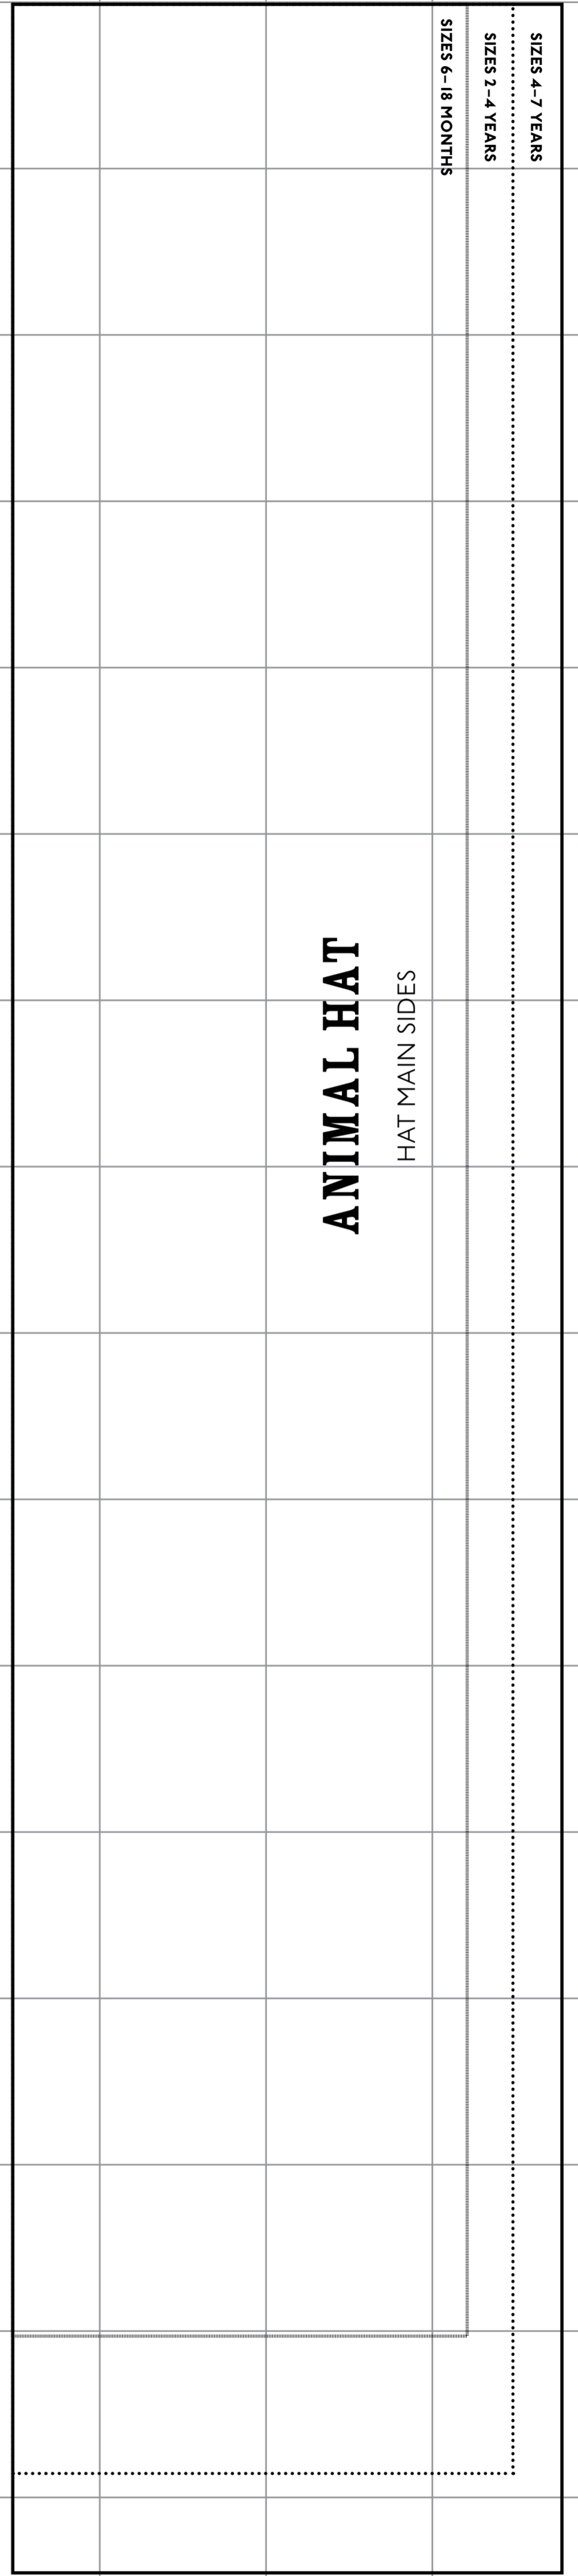 SIZES 4–7 YEARS
SIZES 2–4 YEARS
SIZES 6–18 MONTHS
ANIMAL HAT
HAT MAIN SIDES